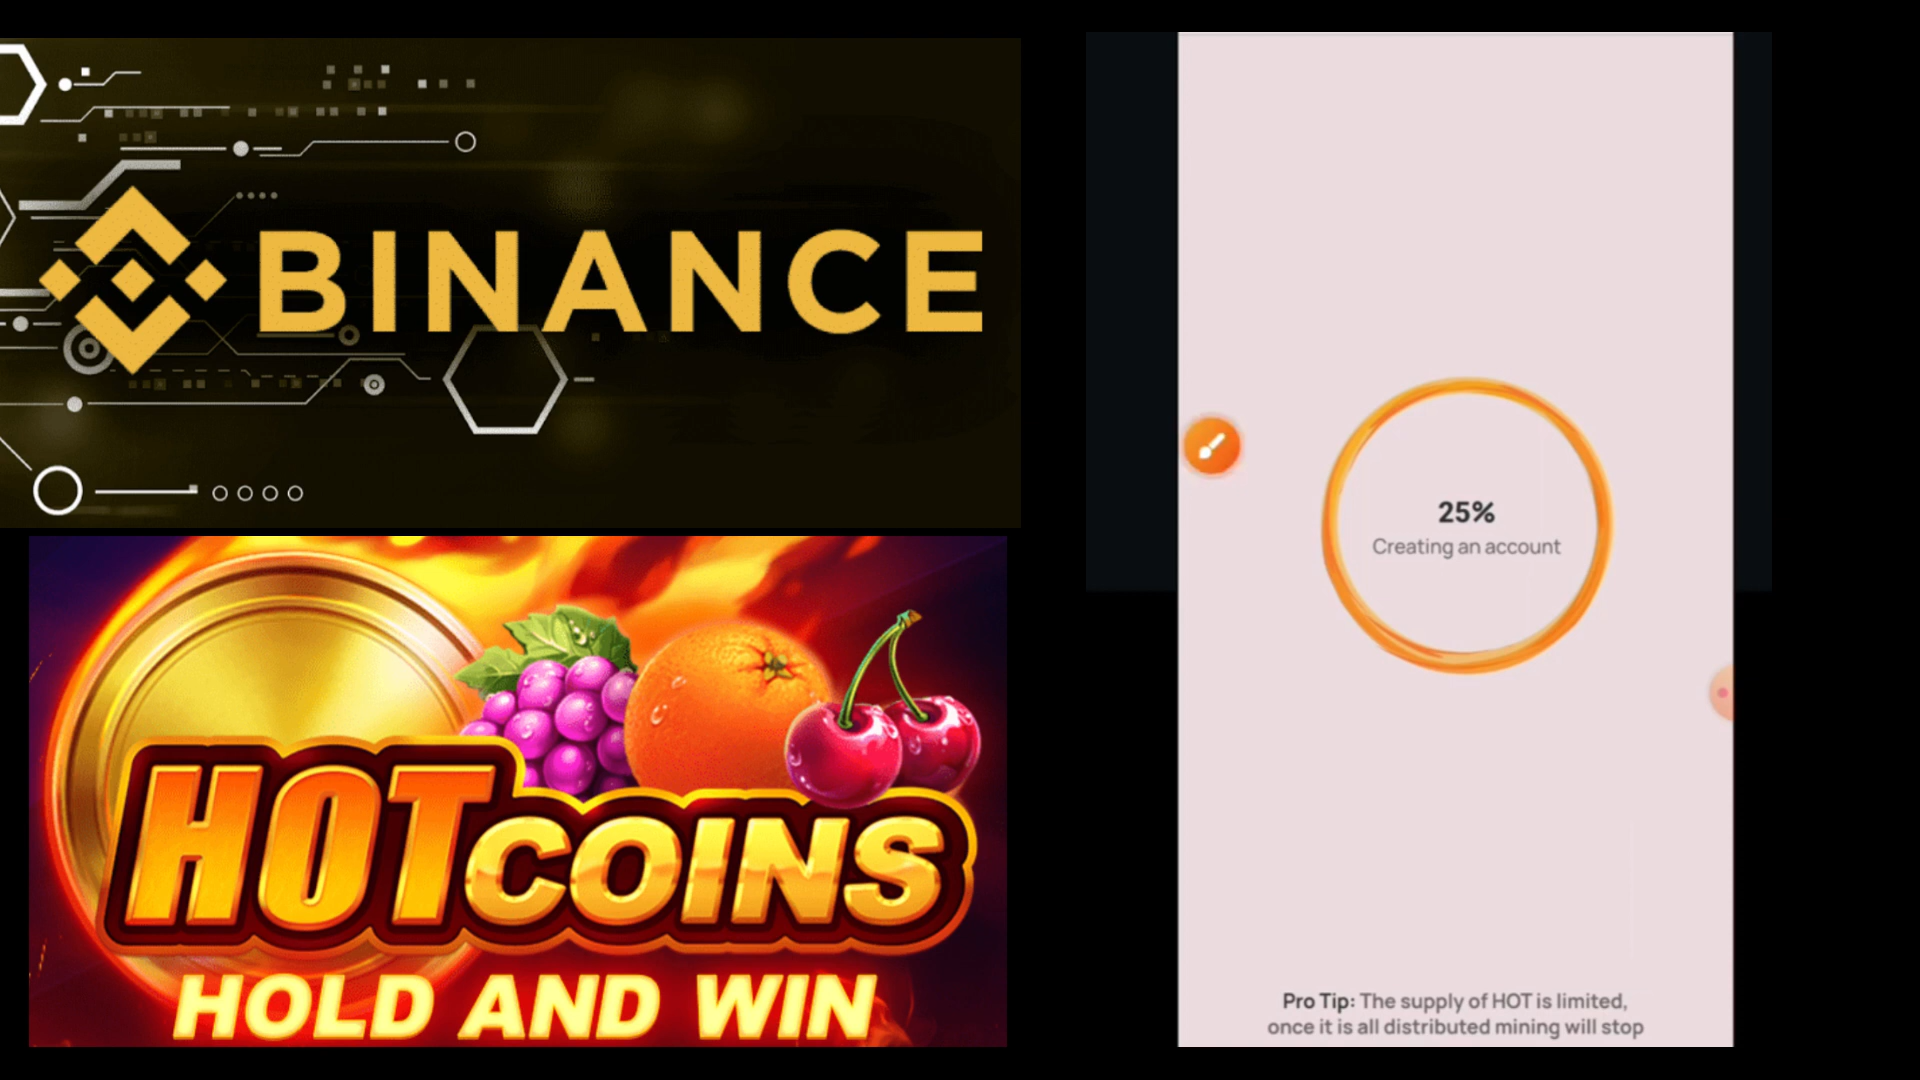 BINANCE
HOT COINS
HOLD AND WIN
25%
Creating an account
Pro Tip: The supply of HOT is limited,
once it is all distributed mining will stop